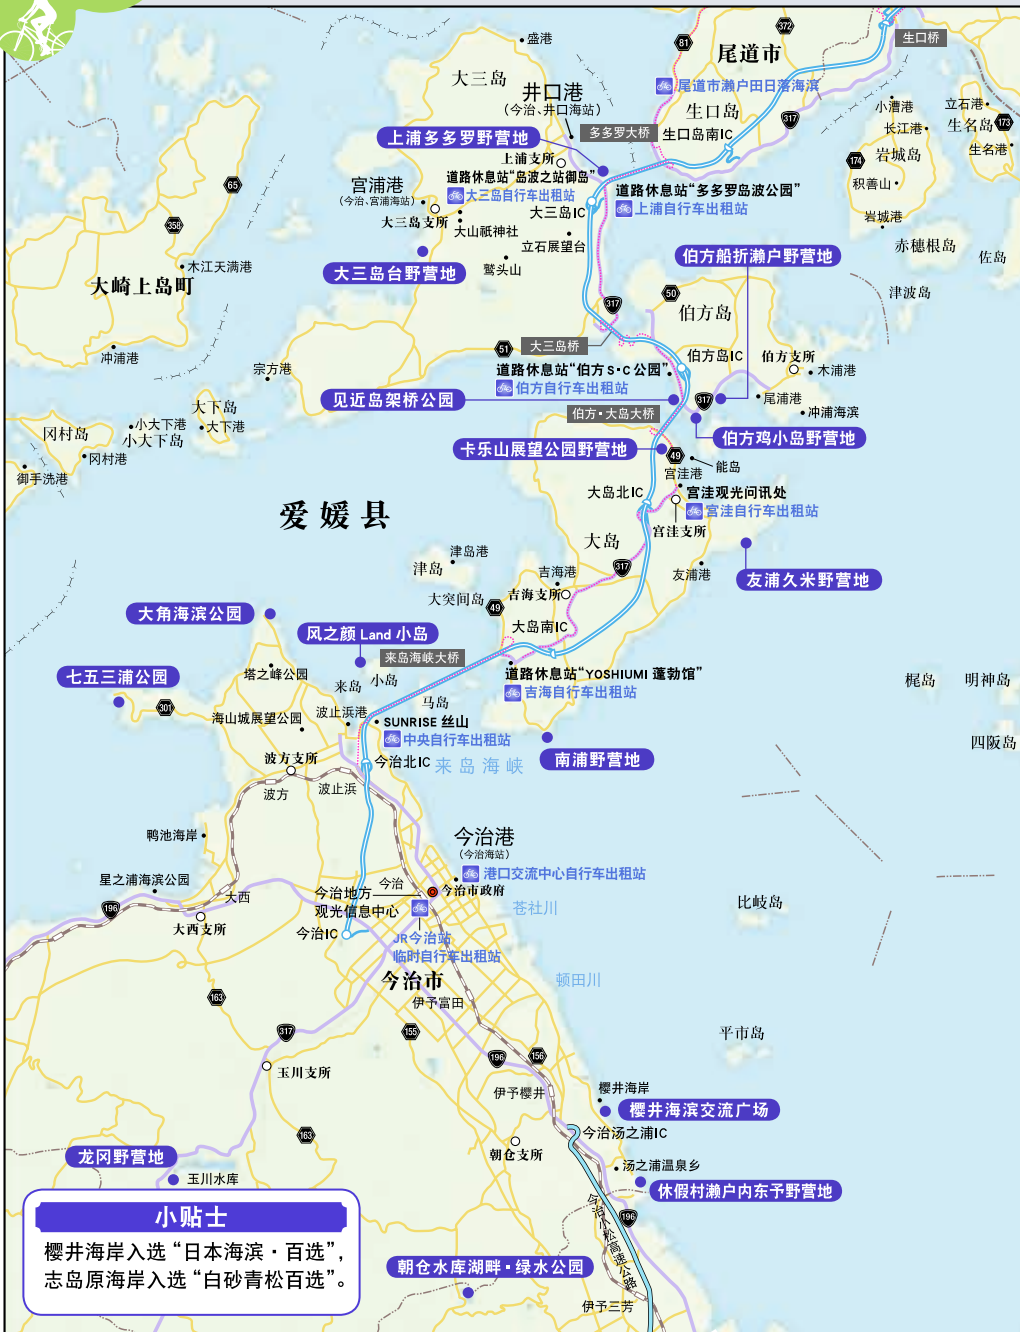 372
生口桥
盛港
81
尾道市
大三岛
井口港
(今治、井口海站)
尾道市濑户田日落海滨
生口岛
小漕港
立石港
317
长江港
生名岛
173
多多罗大桥
生口岛南IC
上浦多多罗野营地
生名港
174
岩城岛
上浦支所
道路休息站“岛波之站御岛”
大三岛自行车出租站
宫浦港
(今治、宫浦海站)
65
积善山
道路休息站“多多罗岛波公园”
上浦自行车出租站
大三岛IC
大三岛支所
大山祇神社
岩城港
358
立石展望台
赤穗根岛
佐岛
木江天满港
鹫头山
大三岛台野营地
伯方船折濑户野营地
大崎上岛町
津波岛
50
317
伯方岛
大三岛桥
51
冲浦港
伯方岛IC
伯方支所
宗方港
道路休息站“伯方S·C公园”
伯方自行车出租站
木浦港
见近岛架桥公园
317
尾浦港
大下岛
伯方·大岛大桥
冲浦海滨
小大下港
大下港
冈村岛
小大下岛
伯方鸡小岛野营地
卡乐山展望公园野营地
冈村港
49
能岛
御手洗港
宫洼港
大岛北IC
宫洼观光问讯处
宫洼自行车出租站
爱媛县
宫洼支所
大岛
津岛港
津岛
吉海港
317
友浦港
友浦久米野营地
大突间岛
49
吉海支所
大角海滨公园
大岛南IC
风之颜 Land 小岛
来岛海峡大桥
道路休息站“YOSHIUMI 蓬勃馆”
吉海自行车出租站
塔之峰公园
七五三浦公园
来岛
小岛
梶岛
明神岛
马岛
301
海山城展望公园
波止浜港
SUNRISE 丝山
中央自行车出租站
四阪岛
南浦野营地
波方支所
今治北IC
来岛海峡
波方
波止浜
鸭池海岸
今治港
(今治海站)
港口交流中心自行车出租站
星之浦海滨公园
今治
今治市政府
今治地方
观光信息中心
大西
196
比岐岛
苍社川
大西支所
今治IC
JR今治站
临时自行车出租站
今治市
顿田川
163
伊予富田
317
155
平市岛
196
156
玉川支所
伊予樱井
樱井海岸
樱井海滨交流广场
163
今治汤之浦IC
龙冈野营地
朝仓支所
汤之浦温泉乡
玉川水库
休假村濑户内东予野营地
今治小松高速公路
196
小贴士
樱井海岸入选“日本海滨·百选”，
志岛原海岸入选“白砂青松百选”。
朝仓水库湖畔·绿水公园
伊予三芳